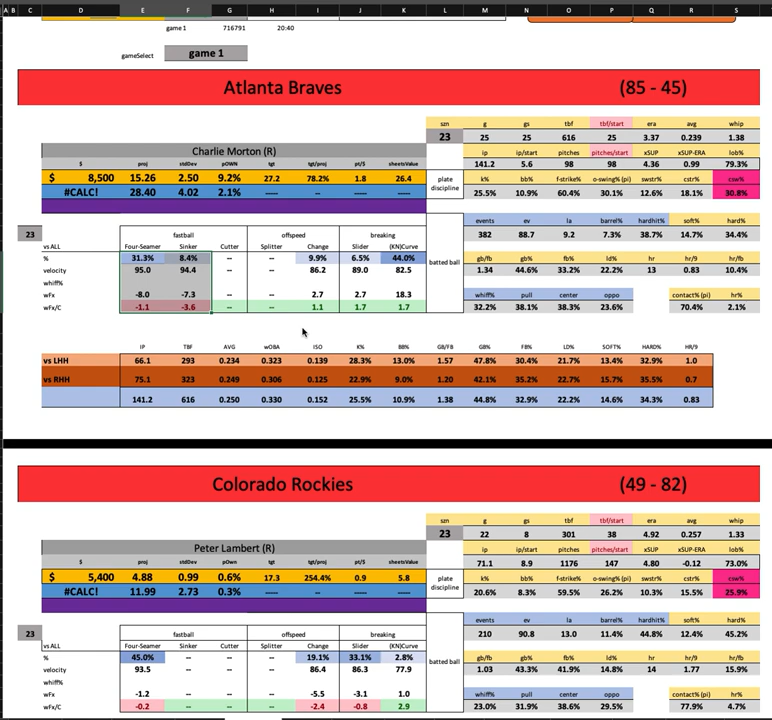 A B C D E F G H I J K L M N O P Q R S
game 1 716791 20:40
gameSelect game 1
Atlanta Braves (85 - 45)
szn g gs tbf tbf/start era avg whip
23 25 25 616 25 3.37 0.239 1.38
Charlie Morton (R) ip ip/start pitches pitches/start xSUP xSUP-ERA lob%
$ proj stdDev pOWN tgt tgt/proj pt/$ sheetsValue 141.2 5.6 98 98 4.36 0.99 79.3%
$ 8,500 15.26 2.50 9.2% 27.2 78.2% 1.8 26.4 plate discipline k% bb% f-strike% o-swing% (pi) swstr% cstr% csw%
#CALC! 28.40 4.02 2.1% ----- -- ---- ---- 25.5% 10.9% 60.4% 30.1% 12.6% 18.1% 30.8%
events ev la barrel% hardhit% soft% hard%
23 fastball offspeed breaking batted ball 382 88.7 9.2 7.3% 38.7% 14.7% 34.4%
vs ALL Four-Seamer Sinker Cutter Splitter Change Slider (KN)Curve
% 31.3% 8.4% -- -- 9.9% 6.5% 44.0% gb/fb gb% fb% ld% hr hr/9 hr/fb
velocity 95.0 94.4 -- -- 86.2 89.0 82.5 1.34 44.6% 33.2% 22.2% 13 0.83 10.4%
whiff%
wFx -8.0 -7.3 -- -- 2.7 2.7 18.3 whiff% pull center oppo contact% (pi) hr%
wFx/C -1.1 -3.6 -- -- 1.1 1.7 1.7 32.2% 38.1% 38.3% 23.6% 70.4% 2.1%
IP TBF AVG wOBA ISO K% BB% GB/FB GB% FB% LD% SOFT% HARD% HR/9
vs LHH 66.1 293 0.234 0.323 0.139 28.3% 13.0% 1.57 47.8% 30.4% 21.7% 13.4% 32.9% 1.0
vs RHH 75.1 323 0.249 0.306 0.125 22.9% 9.0% 1.20 42.1% 35.2% 22.7% 15.7% 35.5% 0.7
141.2 616 0.250 0.330 0.152 25.5% 10.9% 1.38 44.8% 32.9% 22.2% 14.6% 34.3% 0.83
Colorado Rockies (49 - 82)
szn g gs tbf tbf/start era avg whip
23 22 8 301 38 4.92 0.257 1.33
Peter Lambert (R) ip ip/start pitches pitches/start xSUP xSUP-ERA lob%
$ proj stdDev pOwn tgt tgt/proj pt/$ sheetsValue 71.1 8.9 1176 147 4.80 -0.12 73.0%
$ 5,400 4.88 0.99 0.6% 17.3 254.4% 0.9 5.8 plate discipline k% bb% f-strike% o-swing% (pi) swstr% cstr% csw%
#CALC! 11.99 2.73 0.3% ----- -- ---- ---- 20.6% 8.3% 59.5% 26.2% 10.3% 15.5% 25.9%
events ev la barrel% hardhit% soft% hard%
23 fastball offspeed breaking batted ball 210 90.8 13.0 11.4% 44.8% 12.4% 45.2%
vs ALL Four-Seamer Sinker Cutter Splitter Change Slider (KN)Curve
% 45.0% -- -- -- 19.1% 33.1% 2.8% gb/fb gb% fb% ld% hr hr/9 hr/fb
velocity 93.5 -- -- -- 86.4 86.3 77.9 1.03 43.3% 41.9% 14.8% 14 1.77 15.9%
whiff%
wFx -1.2 -- -- -- -5.5 -3.1 1.0 whiff% pull center oppo contact% (pi) hr%
wFx/C -0.2 -- -- -- -2.4 -0.8 2.9 23.0% 31.9% 38.6% 29.5% 77.9% 4.7%